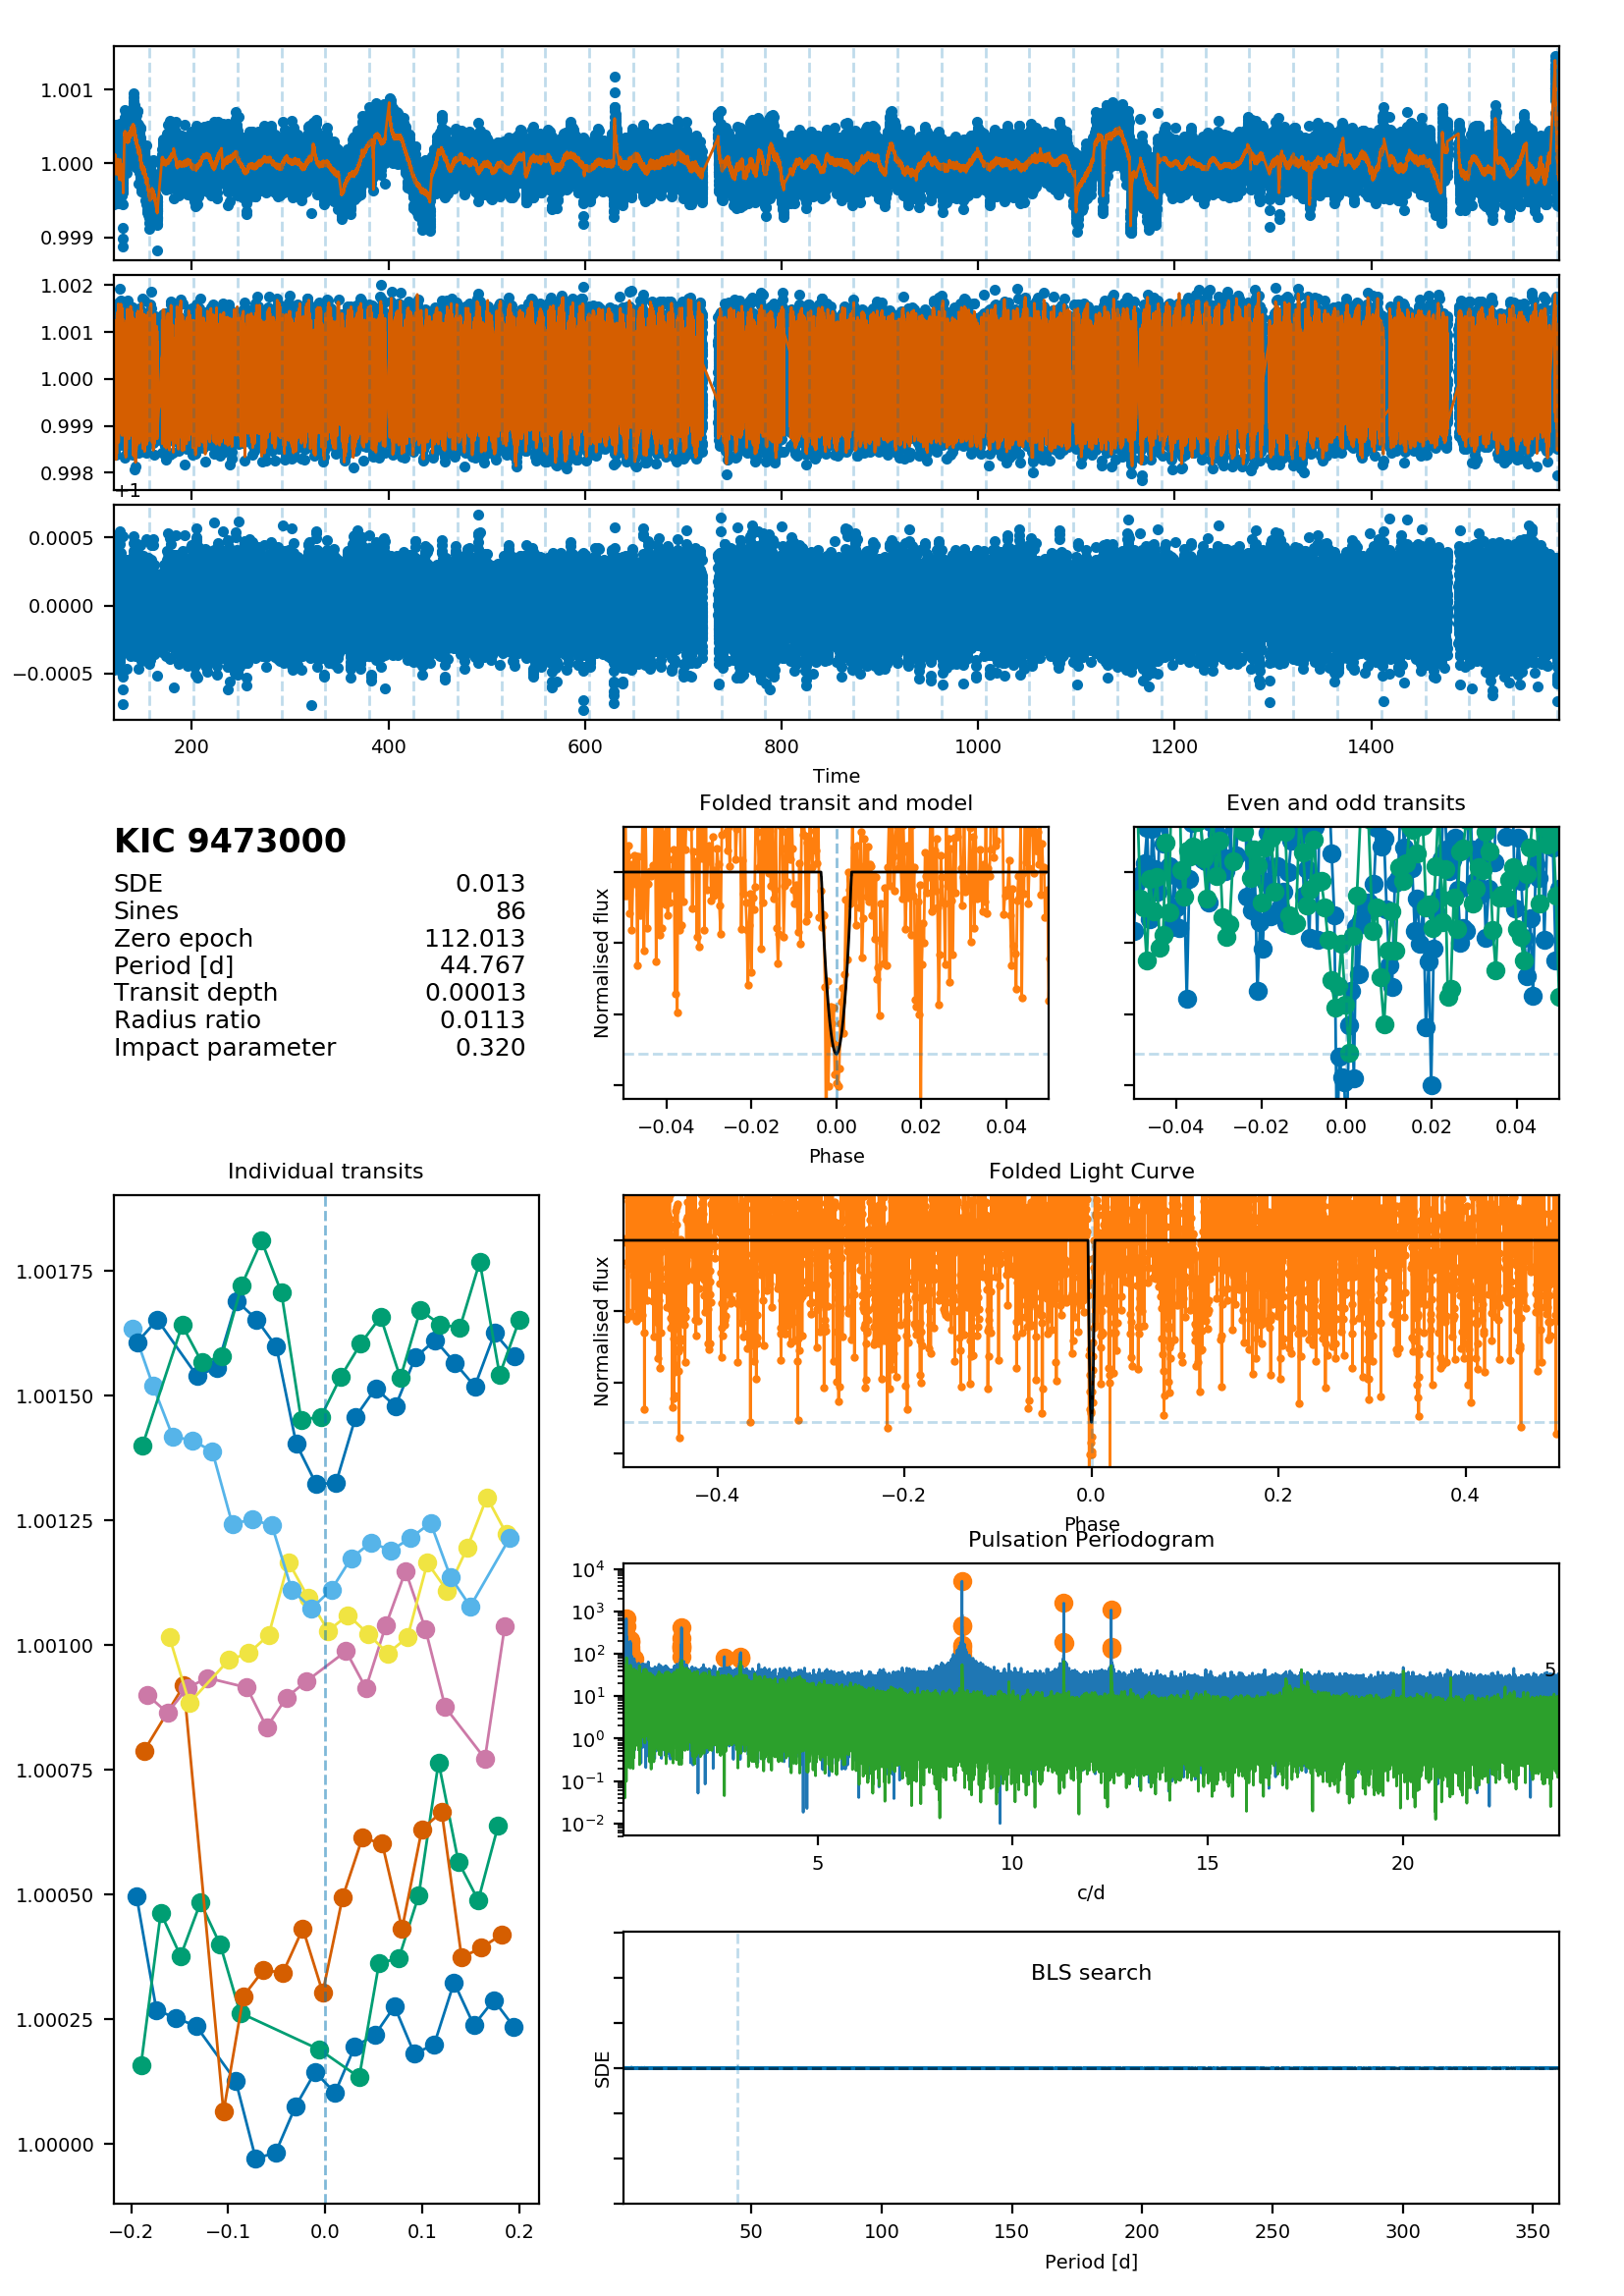 1.001
1.000
0.999
1.002
1.001
1.000
0.999
0.998
+1
0.0005
0.0000
−0.0005
200 400 600 800 1000 1200 1400
Time
KIC 9473000
SDE 0.013
Sines 86
Zero epoch 112.013
Period [d] 44.767
Transit depth 0.00013
Radius ratio 0.0113
Impact parameter 0.320
Folded transit and model
Normalised flux
−0.04 −0.02 0.00 0.02 0.04
Phase
Even and odd transits
−0.04 −0.02 0.00 0.02 0.04
Individual transits
1.00175
1.00150
1.00125
1.00100
1.00075
1.00050
1.00025
1.00000
−0.2 −0.1 0.0 0.1 0.2
Folded Light Curve
Normalised flux
−0.4 −0.2 0.0 0.2 0.4
Phase
Pulsation Periodogram
10⁴
10³
10²
10¹
10⁰
10⁻¹
10⁻²
5
5 10 15 20
c/d
BLS search
SDE
50 100 150 200 250 300 350
Period [d]